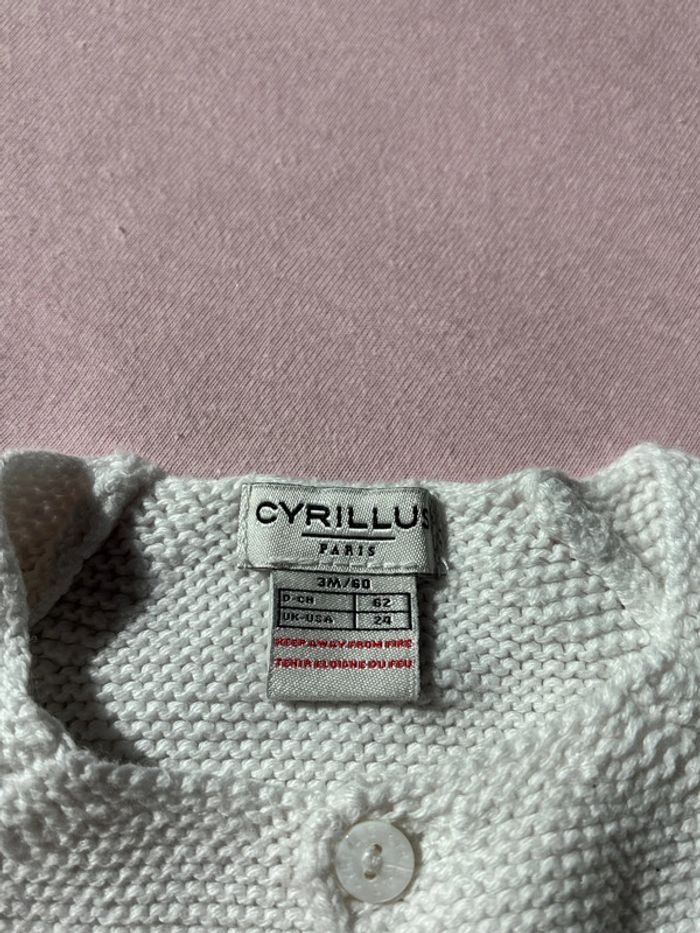 CYRILLUS
PARIS
3M/60
D-CH 62
UK-USA 24
KEEP AWAY FROM FIRE
TENIR ELOIGNE DU FEU